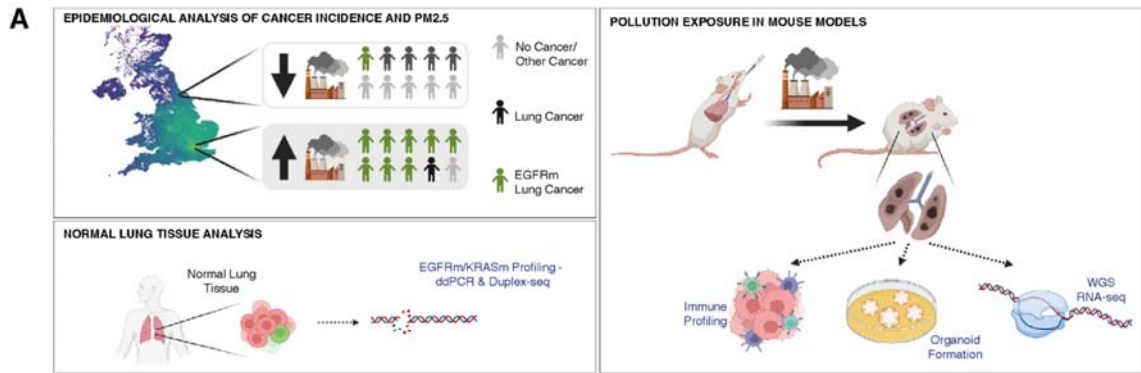 A
EPIDEMIOLOGICAL ANALYSIS OF CANCER INCIDENCE AND PM2.5
No Cancer/
Other Cancer
Lung Cancer
EGFRm
Lung Cancer
NORMAL LUNG TISSUE ANALYSIS
Normal Lung
Tissue
EGFRm/KRASm Profiling -
ddPCR & Duplex-seq
POLLUTION EXPOSURE IN MOUSE MODELS
Immune
Profiling
Organoid
Formation
WGS
RNA-seq